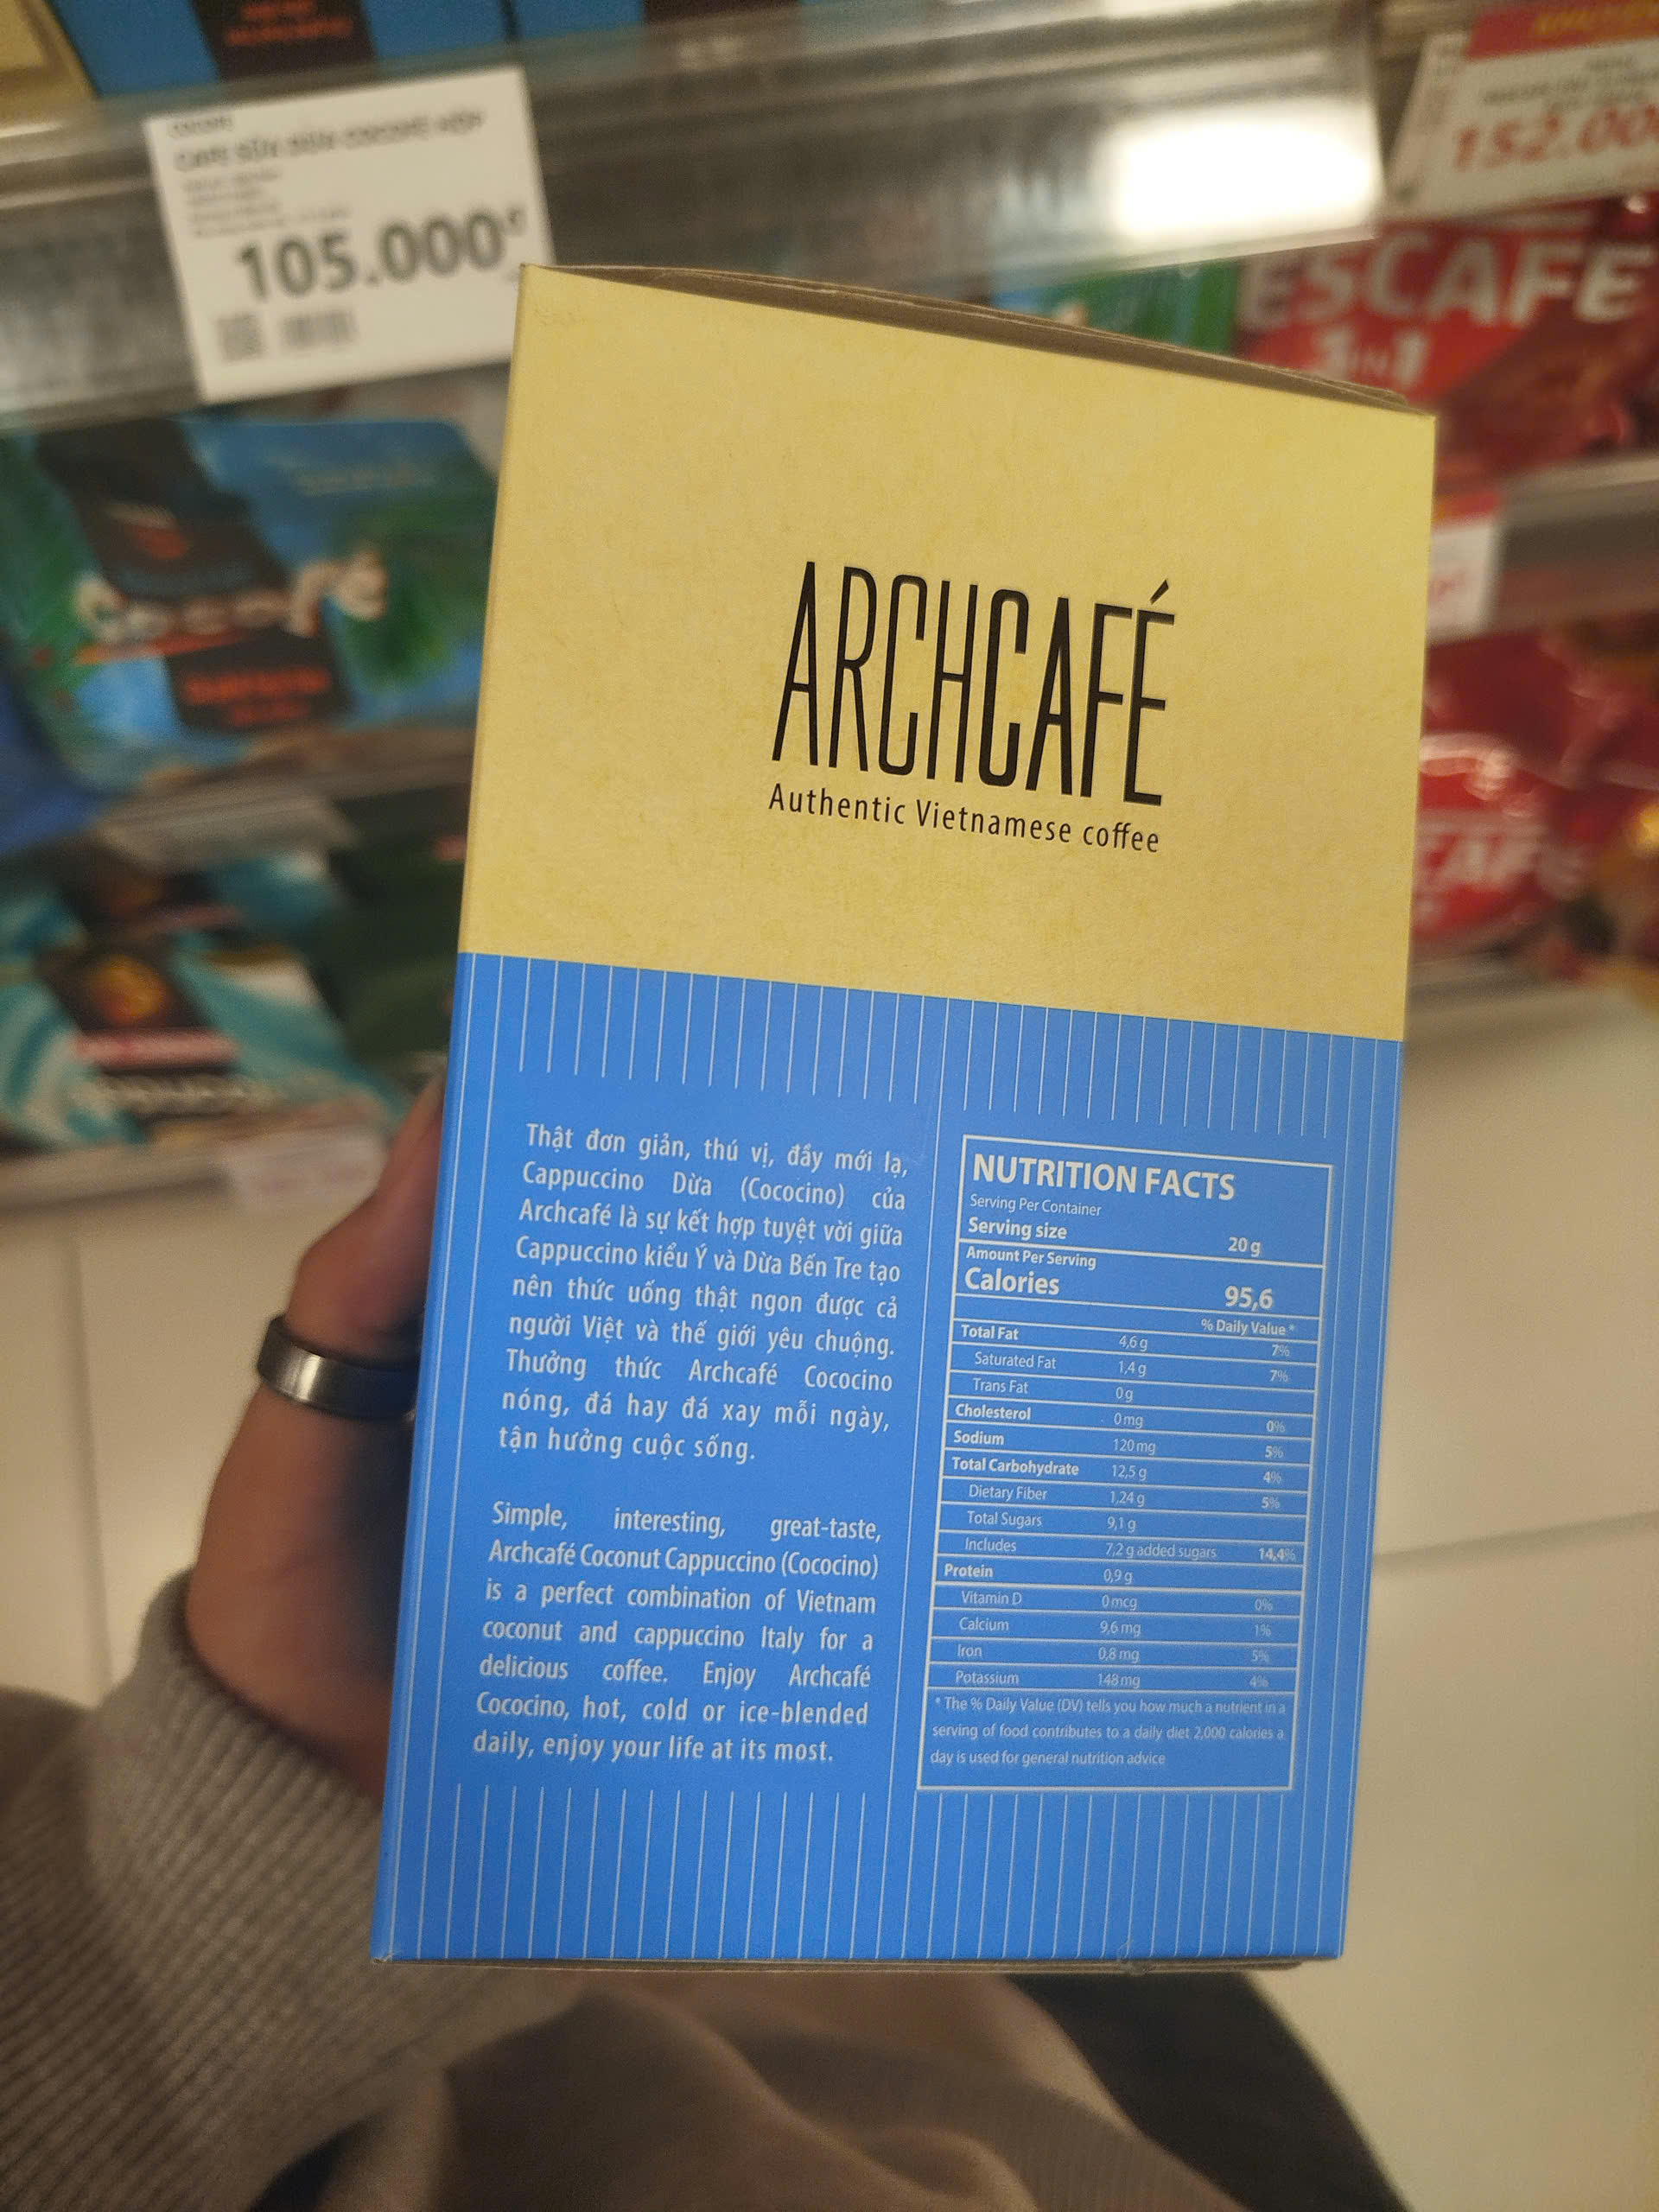 105.000đ
152.00
ESCAFE
3 IN 1
ARCHCAFÉ
Authentic Vietnamese coffee
Thật đơn giản, thú vị, đầy mới lạ,
Cappuccino Dừa (Cococino) của
Archcafé là sự kết hợp tuyệt vời giữa
Cappuccino kiểu Ý và Dừa Bến Tre tạo
nên thức uống thật ngon được cả
người Việt và thế giới yêu chuộng.
Thưởng thức Archcafé Cococino
nóng, đá hay đá xay mỗi ngày,
tận hưởng cuộc sống.
Simple, interesting, great-taste,
Archcafé Coconut Cappuccino (Cococino)
is a perfect combination of Vietnam
coconut and cappuccino Italy for a
delicious coffee. Enjoy Archcafé
Cococino, hot, cold or ice-blended
daily, enjoy your life at its most.
NUTRITION FACTS
Serving Per Container
Serving size 20 g
Amount Per Serving
Calories 95,6
% Daily Value *
Total Fat 4,6 g 7%
Saturated Fat 1,4 g 7%
Trans Fat 0 g
Cholesterol 0 mg 0%
Sodium 120 mg 5%
Total Carbohydrate 12,5 g 4%
Dietary Fiber 1,24 g 5%
Total Sugars 9,1 g
Includes 7,2 g added sugars 14,4%
Protein 0,9 g
Vitamin D 0 mcg 0%
Calcium 9,6 mg 1%
Iron 0,8 mg 5%
Potassium 148 mg 4%
* The % Daily Value (DV) tells you how much a nutrient in a
serving of food contributes to a daily diet 2,000 calories a
day is used for general nutrition advice